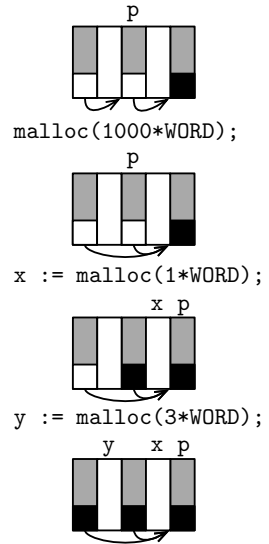 p
malloc(1000*WORD);
p
x := malloc(1*WORD);
x p
y := malloc(3*WORD);
y x p